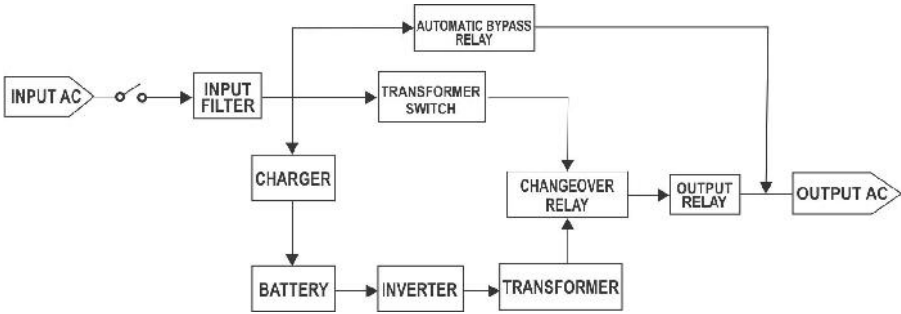 AUTOMATIC BYPASS
RELAY
INPUT AC
INPUT
FILTER
TRANSFORMER
SWITCH
CHARGER
CHANGEOVER
RELAY
OUTPUT
RELAY
OUTPUT AC
BATTERY
INVERTER
TRANSFORMER